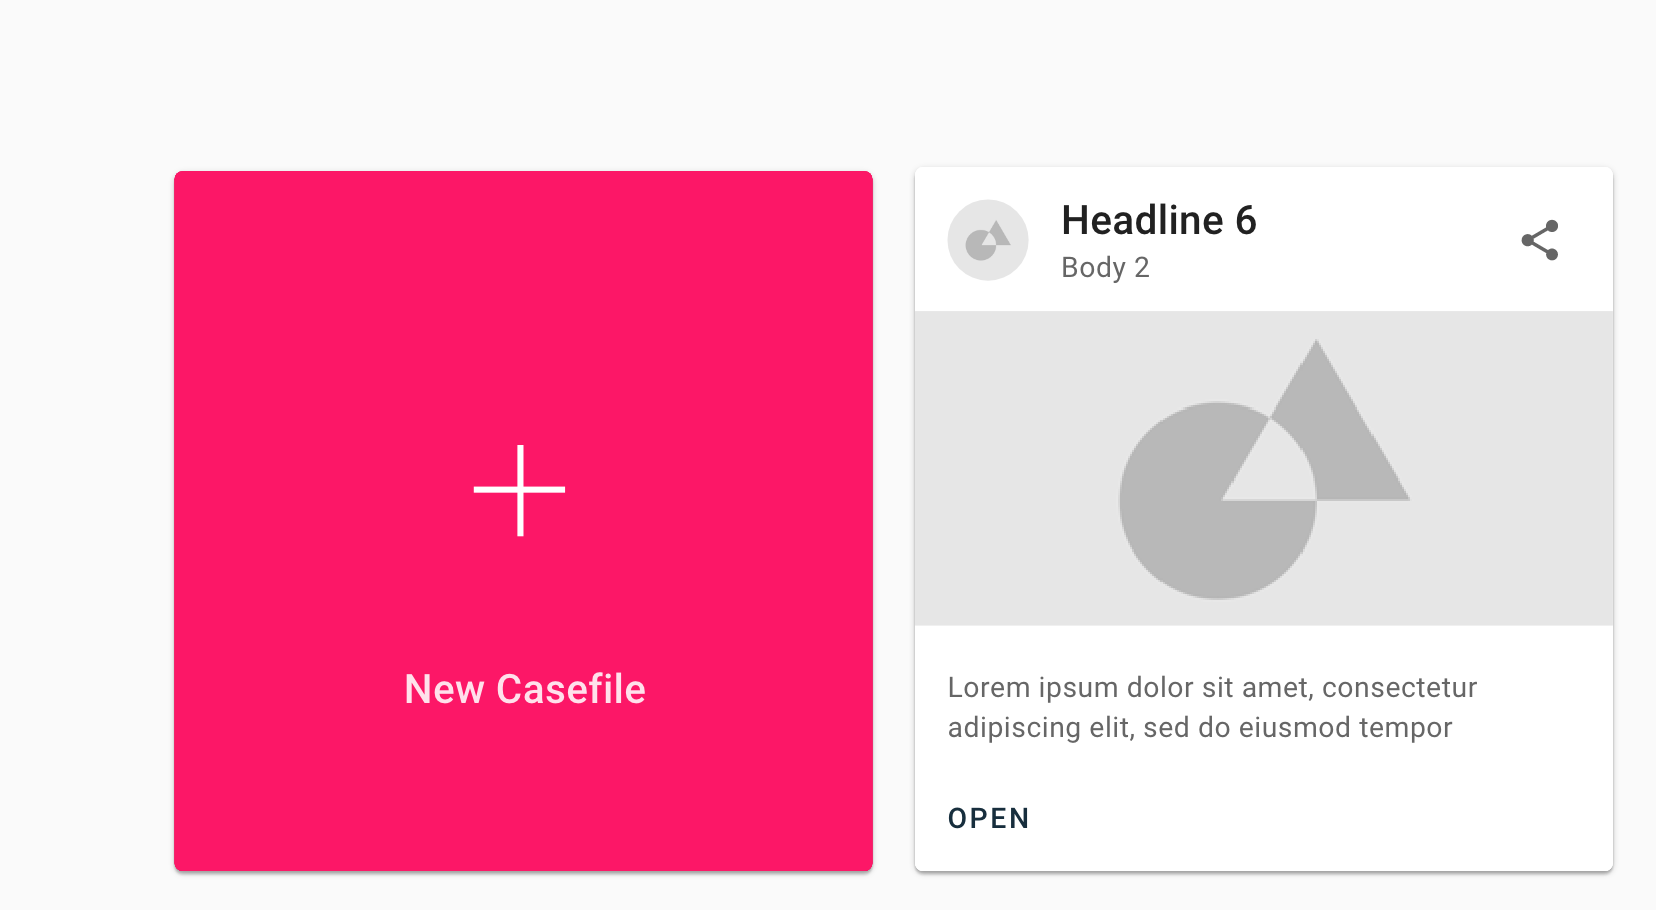 New Casefile
Headline 6
Body 2
Lorem ipsum dolor sit amet, consectetur
adipiscing elit, sed do eiusmod tempor
OPEN